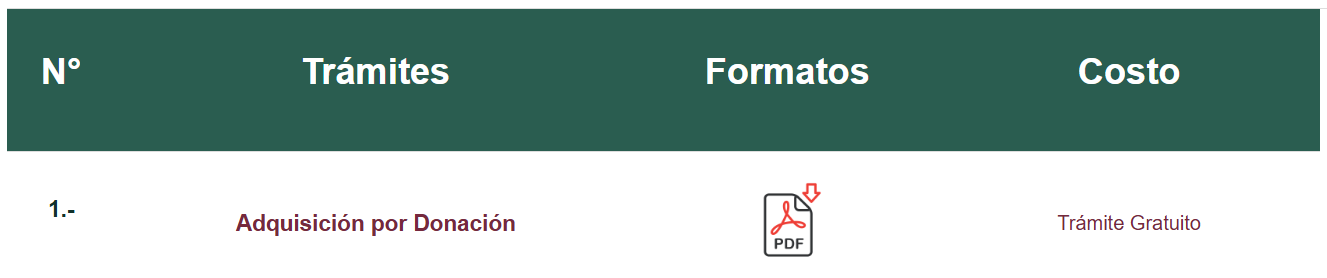 N° Trámites Formatos Costo
1.- Adquisición por Donación PDF Trámite Gratuito